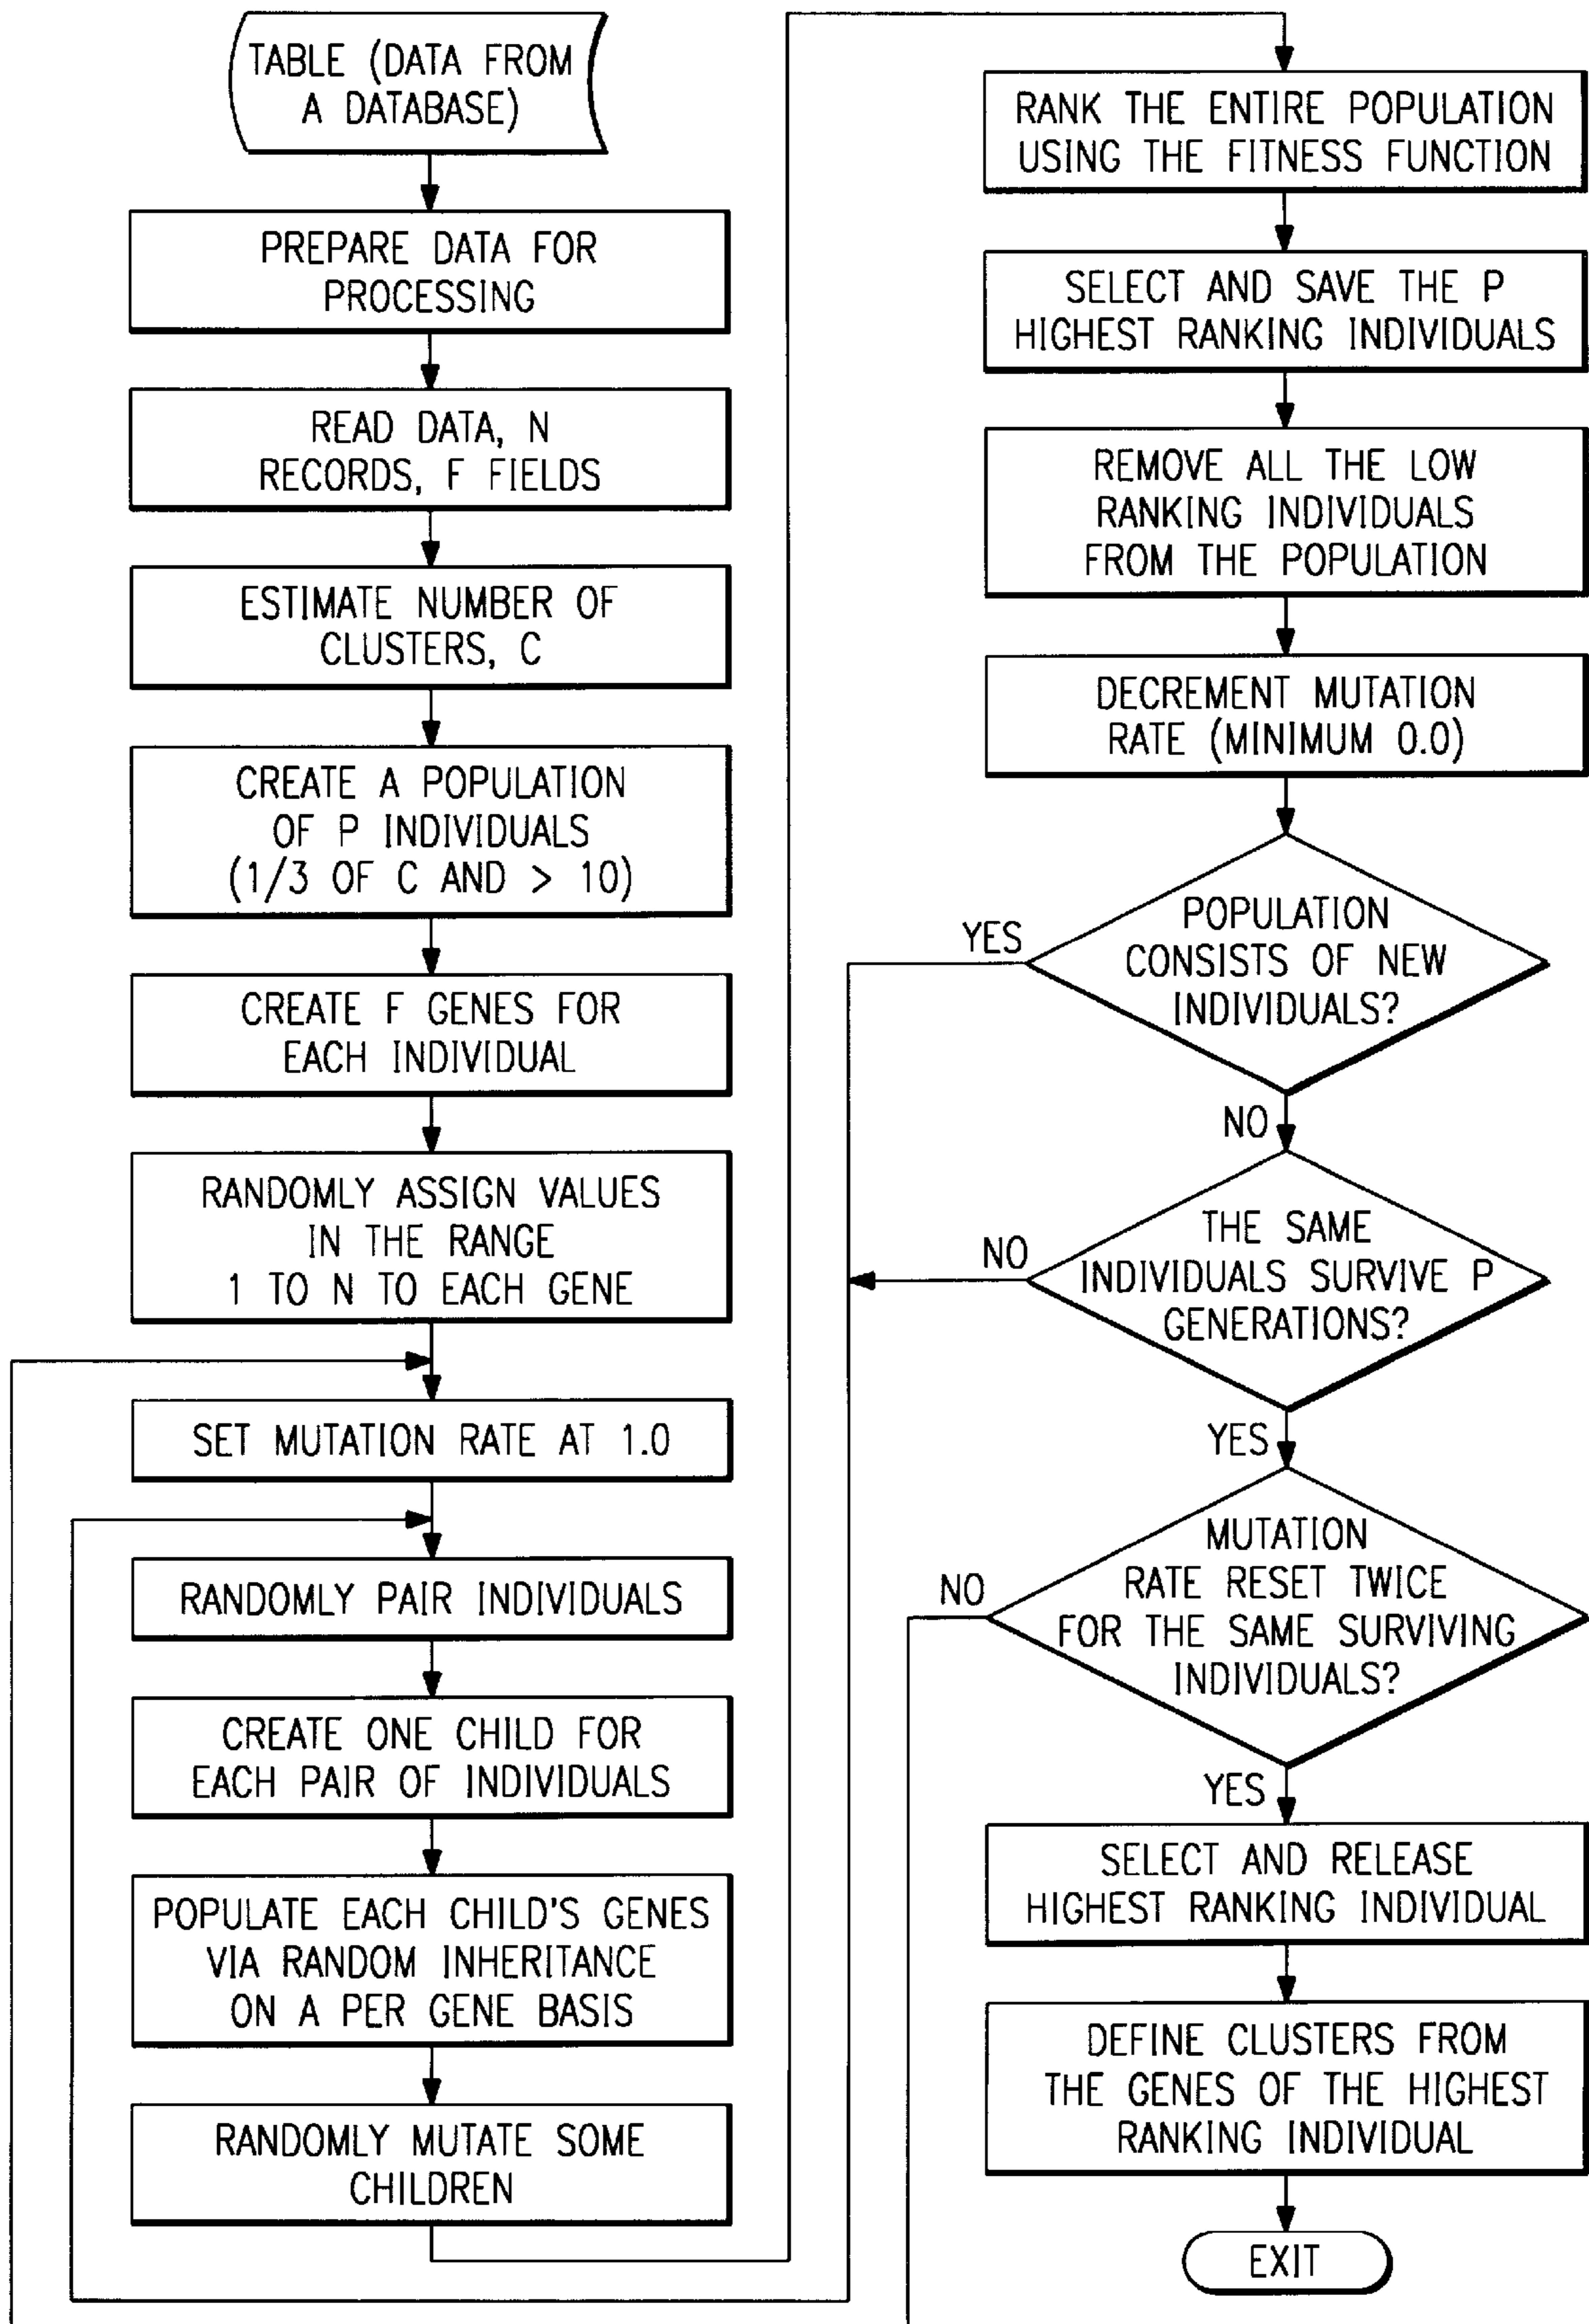 TABLE (DATA FROM
A DATABASE)
PREPARE DATA FOR
PROCESSING
READ DATA, N
RECORDS, F FIELDS
ESTIMATE NUMBER OF
CLUSTERS, C
CREATE A POPULATION
OF P INDIVIDUALS
(1/3 OF C AND > 10)
CREATE F GENES FOR
EACH INDIVIDUAL
RANDOMLY ASSIGN VALUES
IN THE RANGE
1 TO N TO EACH GENE
SET MUTATION RATE AT 1.0
RANDOMLY PAIR INDIVIDUALS
CREATE ONE CHILD FOR
EACH PAIR OF INDIVIDUALS
POPULATE EACH CHILD'S GENES
VIA RANDOM INHERITANCE
ON A PER GENE BASIS
RANDOMLY MUTATE SOME
CHILDREN
RANK THE ENTIRE POPULATION
USING THE FITNESS FUNCTION
SELECT AND SAVE THE P
HIGHEST RANKING INDIVIDUALS
REMOVE ALL THE LOW
RANKING INDIVIDUALS
FROM THE POPULATION
DECREMENT MUTATION
RATE (MINIMUM 0.0)
POPULATION
CONSISTS OF NEW
INDIVIDUALS?
YES
NO
THE SAME
INDIVIDUALS SURVIVE P
GENERATIONS?
NO
YES
MUTATION
RATE RESET TWICE
FOR THE SAME SURVIVING
INDIVIDUALS?
NO
YES
SELECT AND RELEASE
HIGHEST RANKING INDIVIDUAL
DEFINE CLUSTERS FROM
THE GENES OF THE HIGHEST
RANKING INDIVIDUAL
EXIT